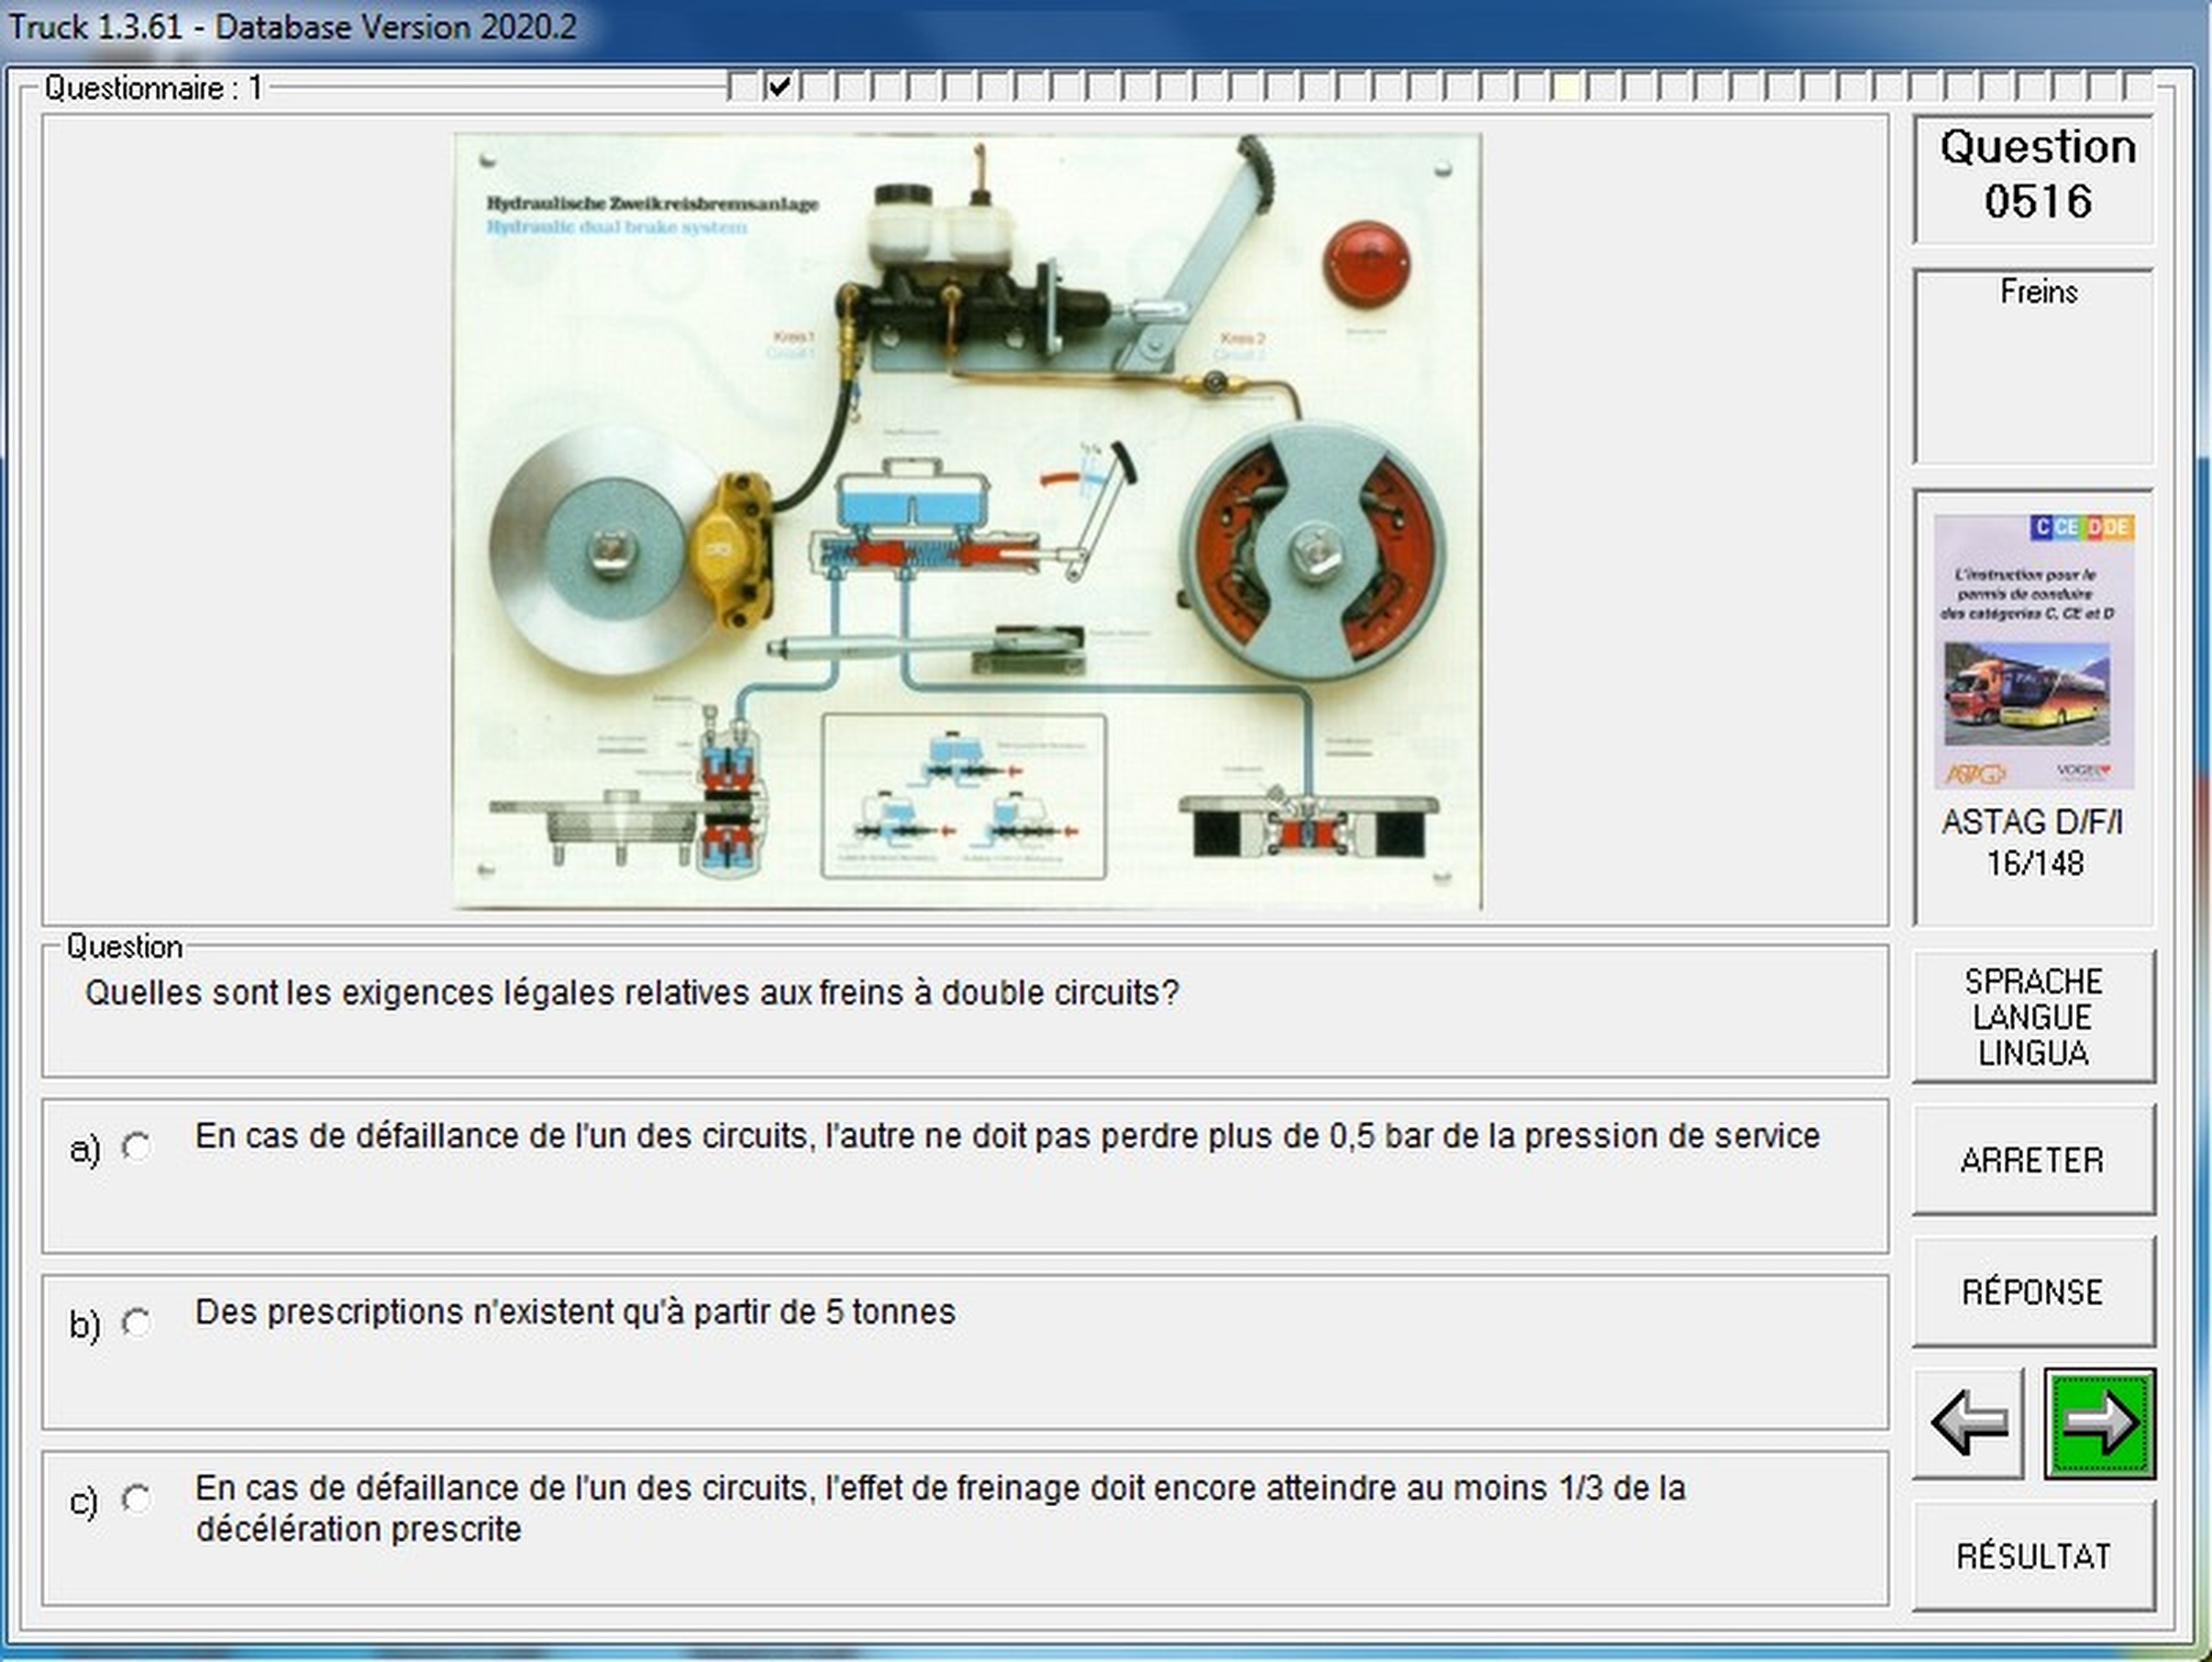 Truck 1.3.61 - Database Version 2020.2
Questionnaire : 1
Hydraulische Zweikreisbremsanlage
Hydraulic dual brake system
Kreis 1
Circuit 1
Kreis 2
Circuit 2
Question
0516
Freins
C CE D DE
L'instruction pour le
permis de conduire
des catégories C, CE et D
ASTAG
VOGEL
ASTAG D/F/I
16/148
Question
Quelles sont les exigences légales relatives aux freins à double circuits?
a) En cas de défaillance de l'un des circuits, l'autre ne doit pas perdre plus de 0,5 bar de la pression de service
b) Des prescriptions n'existent qu'à partir de 5 tonnes
c) En cas de défaillance de l'un des circuits, l'effet de freinage doit encore atteindre au moins 1/3 de la
décélération prescrite
SPRACHE
LANGUE
LINGUA
ARRETER
RÉPONSE
RÉSULTAT